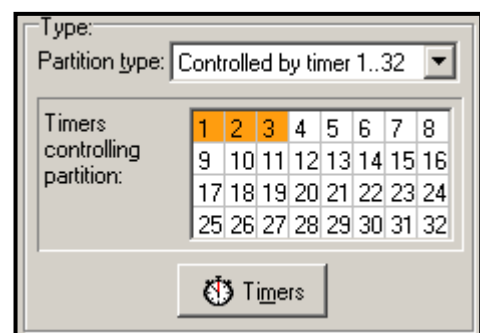 Type:
Partition type: Controlled by timer 1..32
Timers
controlling
partition:
1 2 3 4 5 6 7 8
9 10 11 12 13 14 15 16
17 18 19 20 21 22 23 24
25 26 27 28 29 30 31 32
Timers